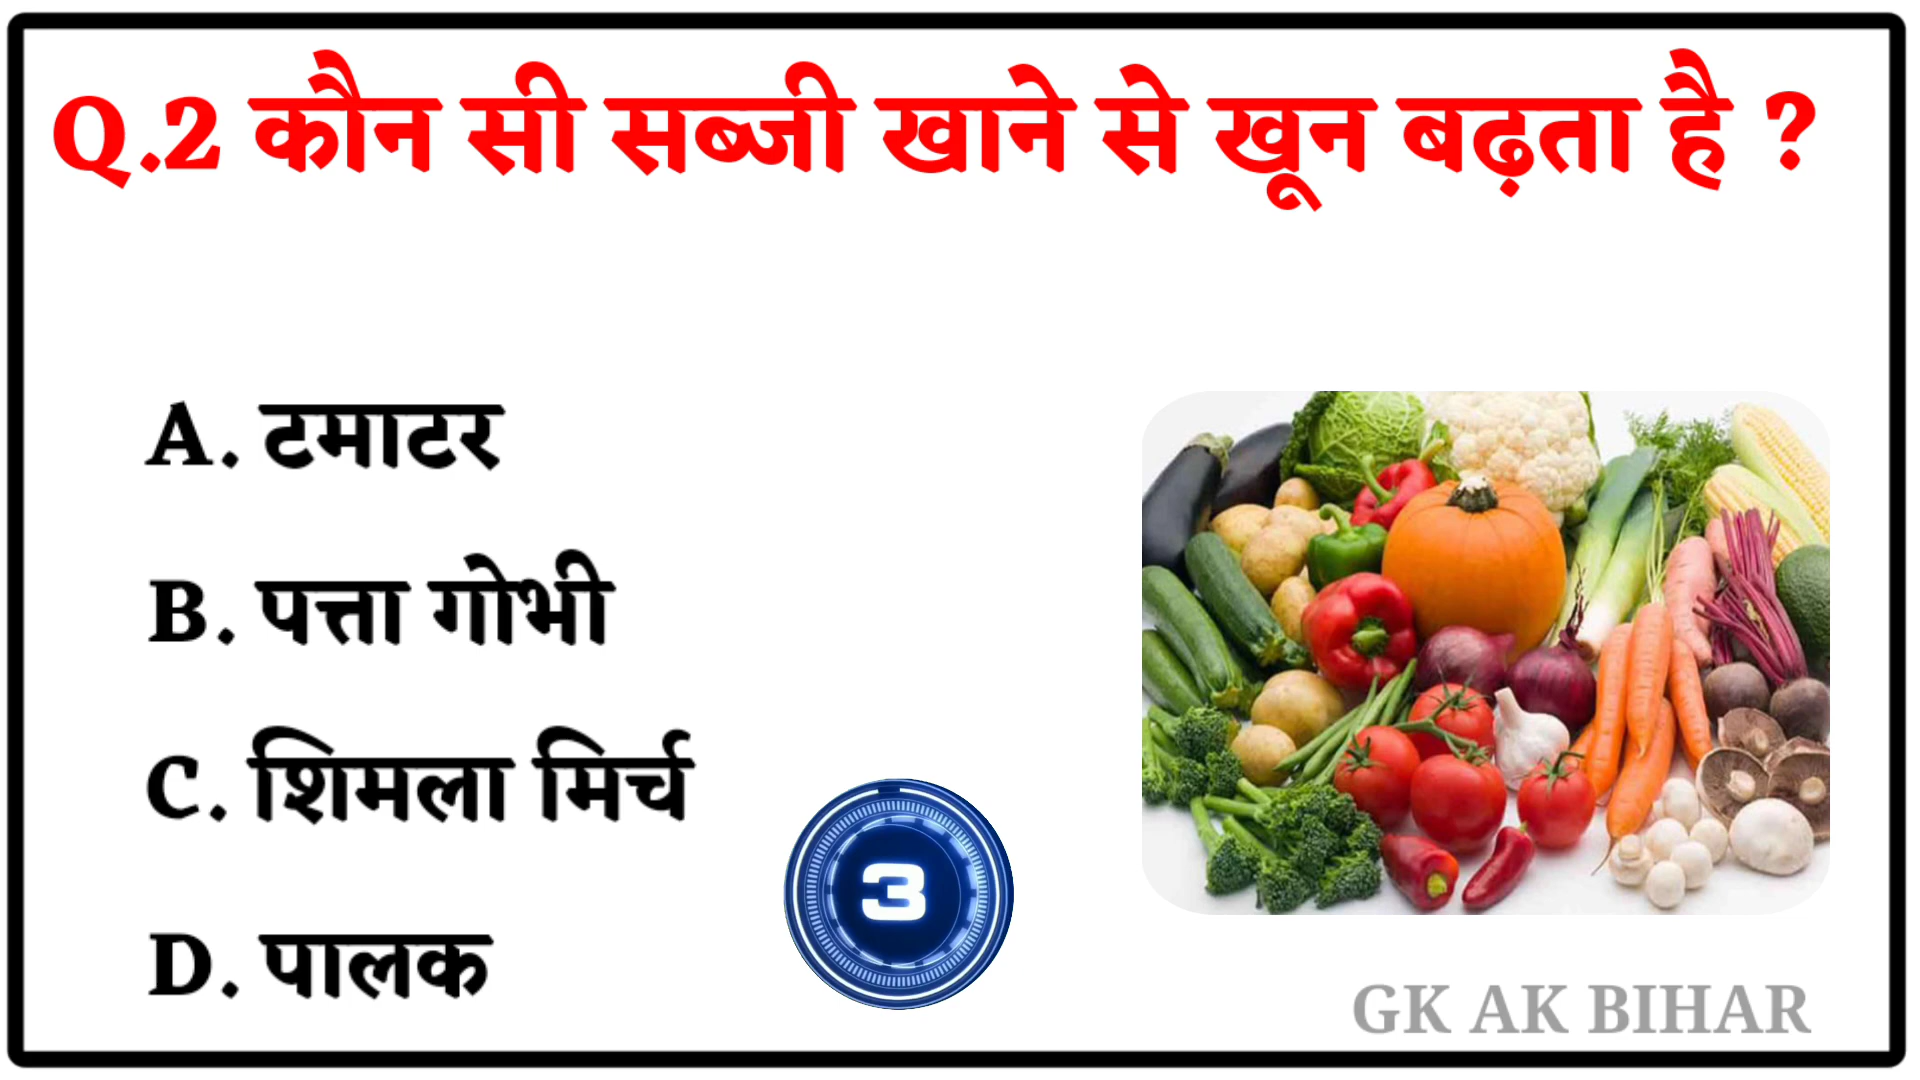 Q.2 कौन सी सब्जी खाने से खून बढ़ता है ?
A. टमाटर
B. पत्ता गोभी
C. शिमला मिर्च
D. पालक
3
GK AK BIHAR